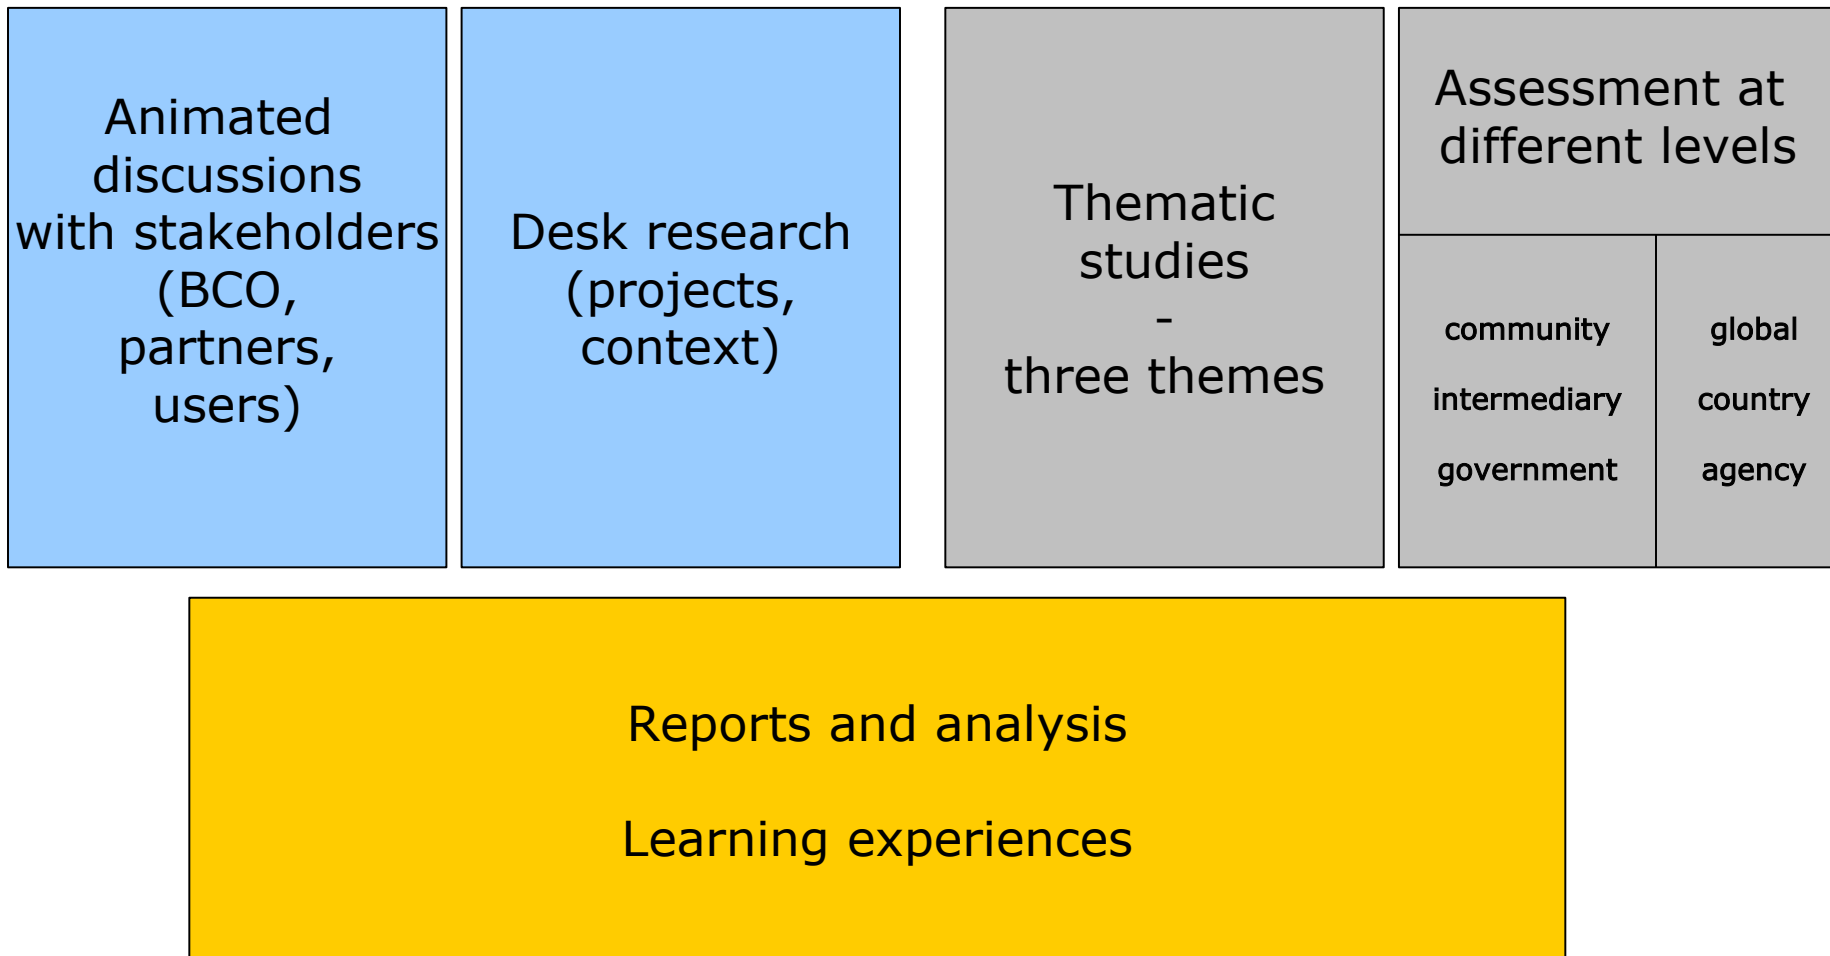 Animated
discussions
with stakeholders
(BCO,
partners,
users)
Desk research
(projects,
context)
Thematic
studies
-
three themes
Assessment at
different levels
community
intermediary
government
global
country
agency
Reports and analysis
Learning experiences